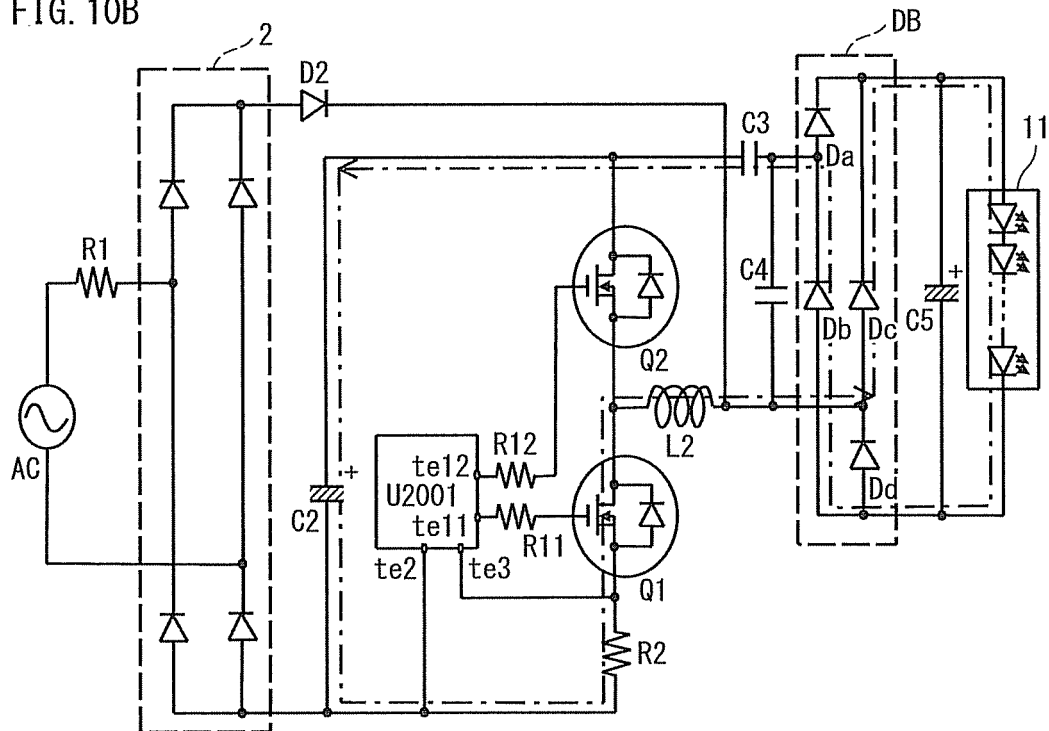 FIG. 10B
2
DB
D2
C3
11
Da
R1
C4
Db
Dc
C5
+
Q2
L2
AC
R12
te12
U2001
te11
R11
+
C2
Dd
te2
te3
Q1
R2